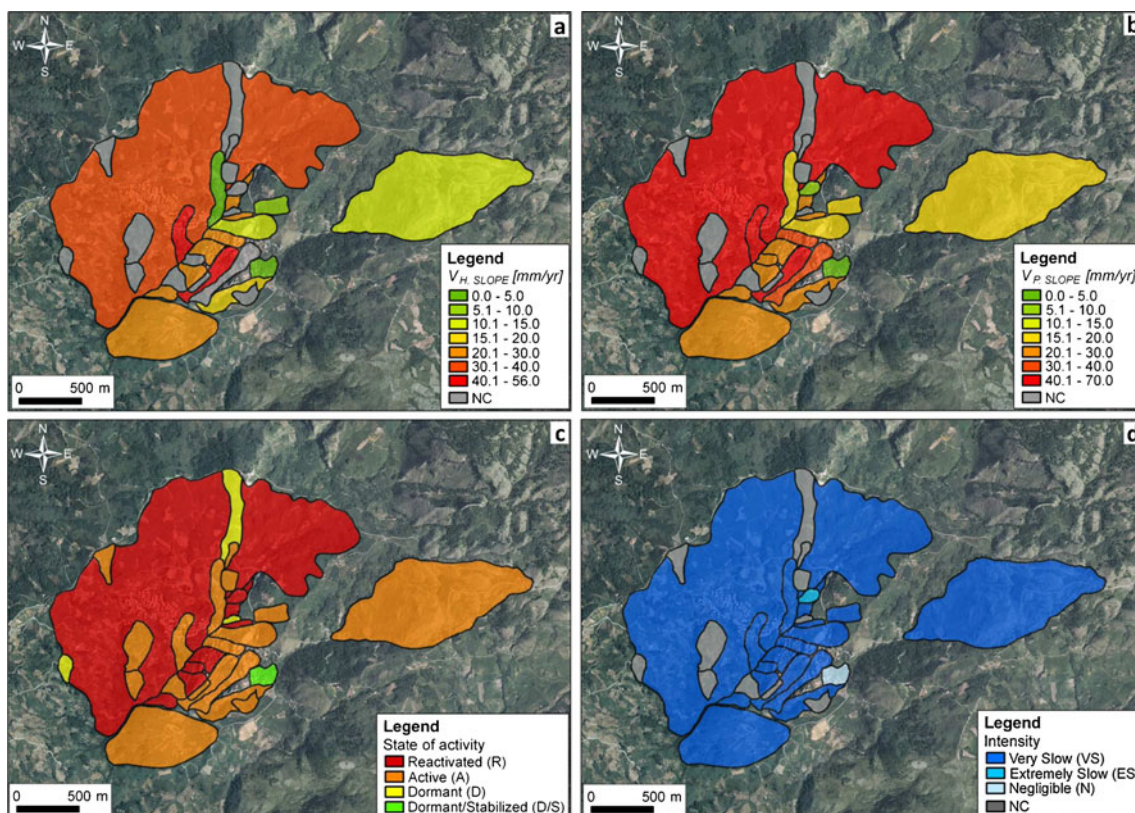 a
N
W E
S
Legend
V H. SLOPE [mm/yr]
0.0 - 5.0
5.1 - 10.0
10.1 - 15.0
15.1 - 20.0
20.1 - 30.0
30.1 - 40.0
40.1 - 56.0
NC
0 500 m
b
N
W E
S
Legend
V P. SLOPE [mm/yr]
0.0 - 5.0
5.1 - 10.0
10.1 - 15.0
15.1 - 20.0
20.1 - 30.0
30.1 - 40.0
40.1 - 70.0
NC
0 500 m
c
N
W E
S
Legend
State of activity
Reactivated (R)
Active (A)
Dormant (D)
Dormant/Stabilized (D/S)
0 500 m
d
N
W E
S
Legend
Intensity
Very Slow (VS)
Extremely Slow (ES)
Negligible (N)
NC
0 500 m